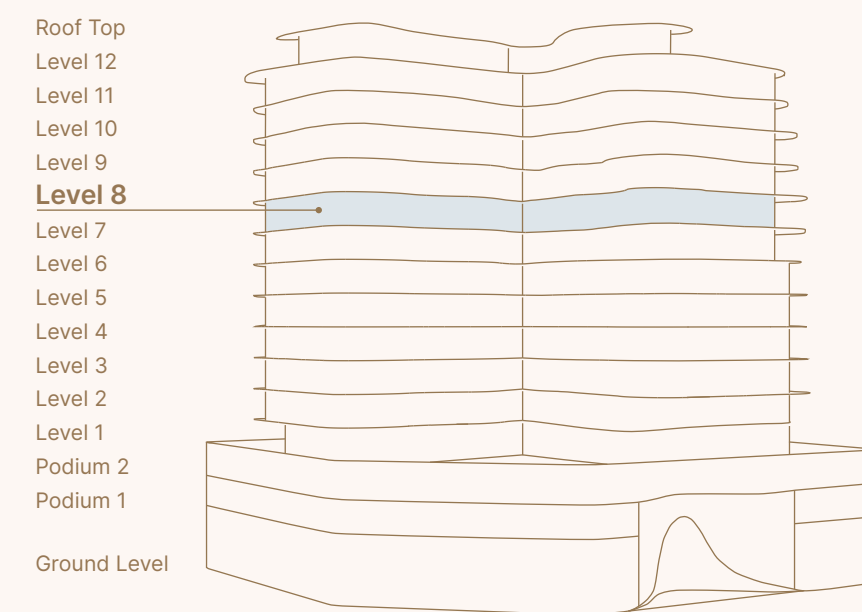 Roof Top
Level 12
Level 11
Level 10
Level 9
Level 8
Level 7
Level 6
Level 5
Level 4
Level 3
Level 2
Level 1
Podium 2
Podium 1
Ground Level